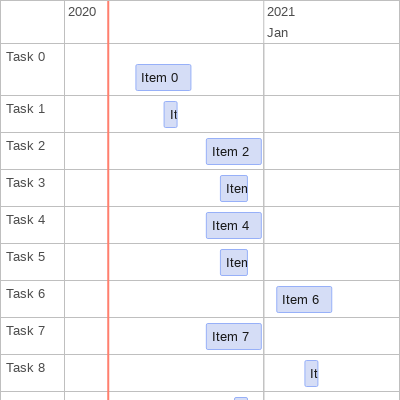 2020
2021
Jan
Task 0
Item 0
Task 1
It
Task 2
Item 2
Task 3
Iten
Task 4
Item 4
Task 5
Iten
Task 6
Item 6
Task 7
Item 7
Task 8
It